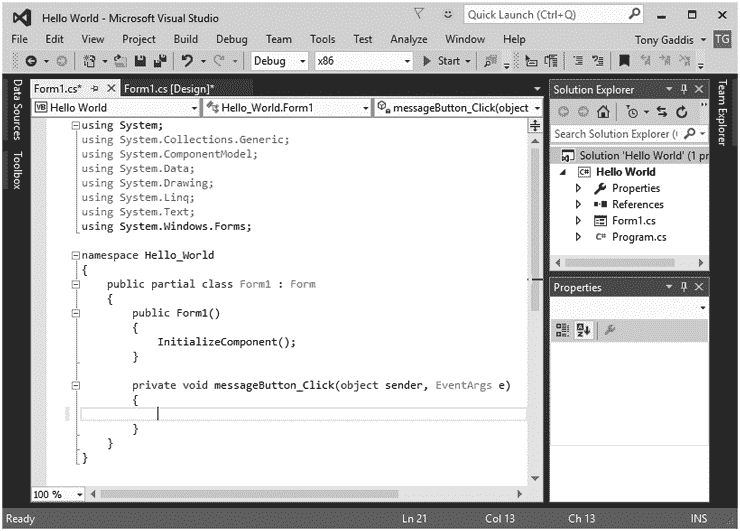 Hello World - Microsoft Visual Studio
Quick Launch (Ctrl+Q)
File Edit View Project Build Debug Team Format Tools Test Analyze Window Help Tony Gaddis TG
Debug x86 Start
Form1.cs* Form1.cs [Design]*
VB Hello World Hello_World.Form1 messageButton_Click(object
Data Sources
Toolbox
using System;
using System.Collections.Generic;
using System.ComponentModel;
using System.Data;
using System.Drawing;
using System.Linq;
using System.Text;
using System.Windows.Forms;
namespace Hello_World
{
public partial class Form1 : Form
{
public Form1()
{
InitializeComponent();
}
private void messageButton_Click(object sender, EventArgs e)
{
}
}
}
100 %
Solution Explorer
Search Solution Explorer (
Solution 'Hello World' (1 pr
C# Hello World
Properties
References
Form1.cs
C# Program.cs
Properties
Team Explorer
Ready Ln 21 Col 13 Ch 13 INS